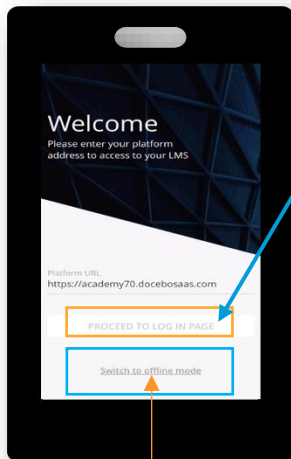 Welcome
Please enter your platform
address to access to your LMS
Platform URL
https://academy70.docebosaas.com
PROCEED TO LOG IN PAGE
Switch to offline mode